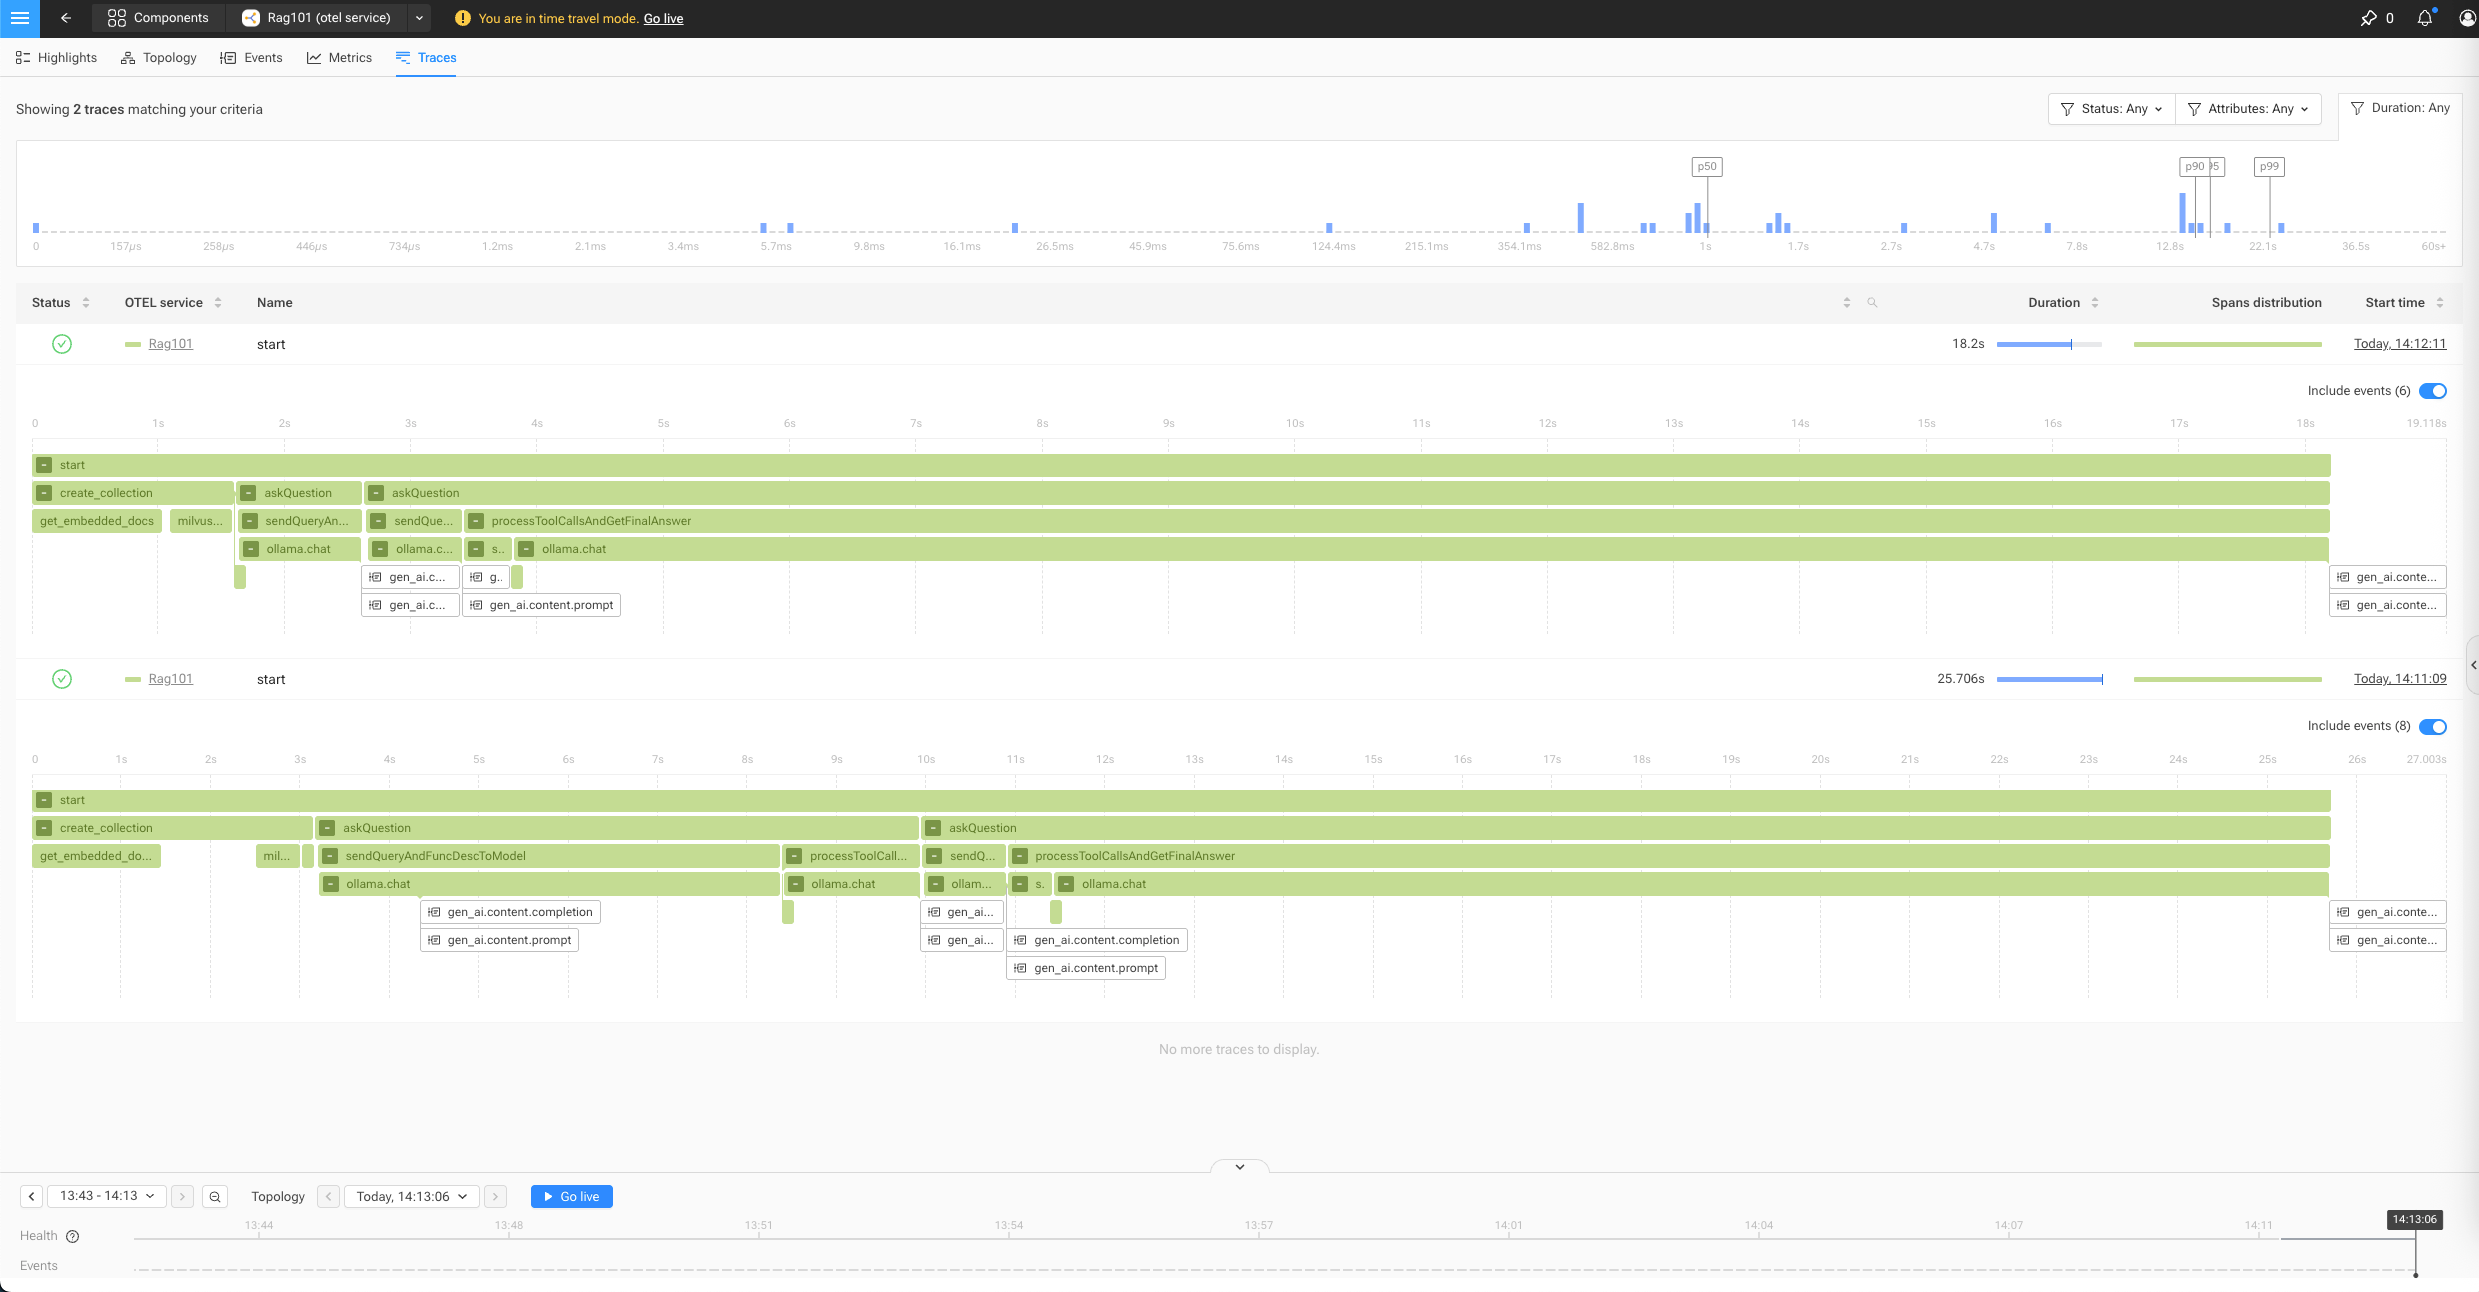 Components Rag101 (otel service) You are in time travel mode. Go live 0
Highlights Topology Events Metrics Traces
Showing 2 traces matching your criteria Status: Any Attributes: Any Duration: Any
p50 p90 p99
0 157µs 258µs 446µs 734µs 1.2ms 2.1ms 3.4ms 5.7ms 9.8ms 16.1ms 26.5ms 45.9ms 75.6ms 124.4ms 215.1ms 354.1ms 582.8ms 1s 1.7s 2.7s 4.7s 7.8s 12.8s 22.1s 36.5s 60s+
Status OTEL service Name Duration Spans distribution Start time
Rag101 start 18.2s Today, 14:12:11
Include events (6)
0 1s 2s 3s 4s 5s 6s 7s 8s 9s 10s 11s 12s 13s 14s 15s 16s 17s 18s 19.118s
start
create_collection askQuestion askQuestion
get_embedded_docs milvus... sendQueryAn... sendQue... processToolCallsAndGetFinalAnswer
ollama.chat ollama.c... s.. ollama.chat
gen_ai.c... g.. gen_ai.conte...
gen_ai.c... gen_ai.content.prompt gen_ai.conte...
Rag101 start 25.706s Today, 14:11:09
Include events (8)
0 1s 2s 3s 4s 5s 6s 7s 8s 9s 10s 11s 12s 13s 14s 15s 16s 17s 18s 19s 20s 21s 22s 23s 24s 25s 26s 27.003s
start
create_collection askQuestion askQuestion
get_embedded_do... mil... sendQueryAndFuncDescToModel processToolCall... sendQ... processToolCallsAndGetFinalAnswer
ollama.chat ollama.chat ollam... s. ollama.chat
gen_ai.content.completion gen_ai... gen_ai.conte...
gen_ai.content.prompt gen_ai... gen_ai.content.completion gen_ai.conte...
gen_ai.content.prompt
No more traces to display.
13:43 - 14:13 Topology Today, 14:13:06 Go live
13:44 13:48 13:51 13:54 13:57 14:01 14:04 14:07 14:11 14:13:06
Health
Events